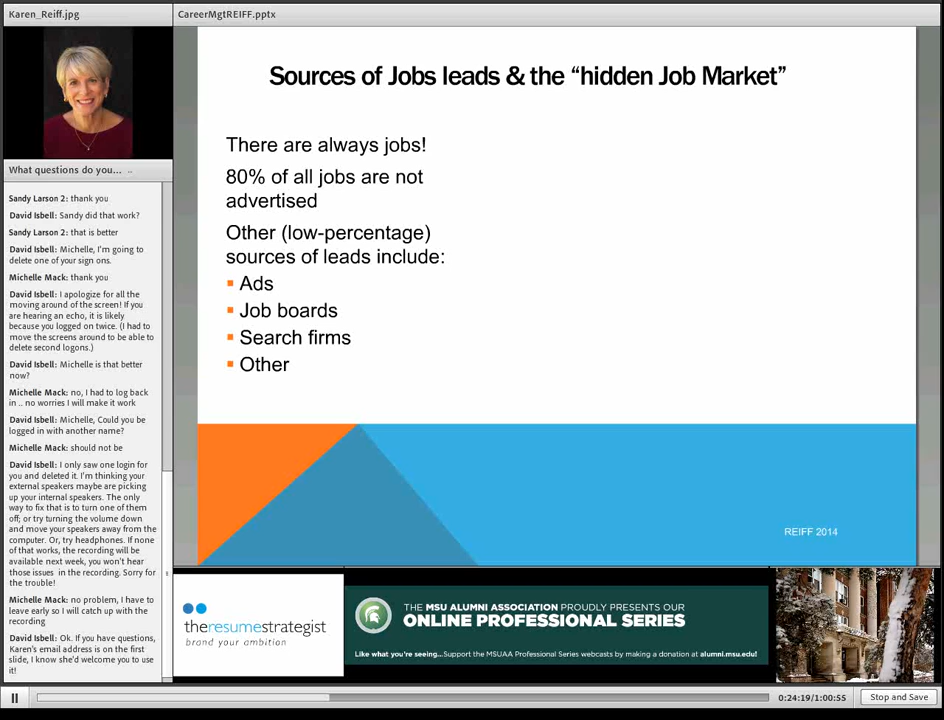 Karen_Reiff.jpg
CareerMgtREIFF.pptx
What questions do you... ..
Sandy Larson 2: thank you
David Isbell: Sandy did that work?
Sandy Larson 2: that is better
David Isbell: Michelle, I'm going to
delete one of your sign ons.
Michelle Mack: thank you
David Isbell: I apologize for all the
moving around of the screen! If you
are hearing an echo, it is likely
because you logged on twice. (I had to
move the screens around to be able to
delete second logons.)
David Isbell: Michelle is that better
now?
Michelle Mack: no, I had to log back
in .. no worries I will make it work
David Isbell: Michelle, Could you be
logged in with another name?
Michelle Mack: should not be
David Isbell: I only saw one login for
you and deleted it. I'm thinking your
external speakers maybe are picking
up your internal speakers. The only
way to fix that is to turn one of them
off; or try turning the volume down
and move your speakers away from the
computer. Or, try headphones. If none
of that works, the recording will be
available next week, you won't hear
those issues in the recording. Sorry for
the trouble!
Michelle Mack: no problem, I have to
leave early so I will catch up with the
recording
David Isbell: Ok. If you have questions,
Karen's email address is on the first
slide, I know she'd welcome you to use
it!
Sources of Jobs leads & the “hidden Job Market”
There are always jobs!
80% of all jobs are not
advertised
Other (low-percentage)
sources of leads include:
Ads
Job boards
Search firms
Other
REIFF 2014
theresumestrategist
brand your ambition
THE MSU ALUMNI ASSOCIATION PROUDLY PRESENTS OUR
ONLINE PROFESSIONAL SERIES
Like what you're seeing...Support the MSUAA Professional Series webcasts by making a donation at alumni.msu.edu!
0:24:19/1:00:55
Stop and Save